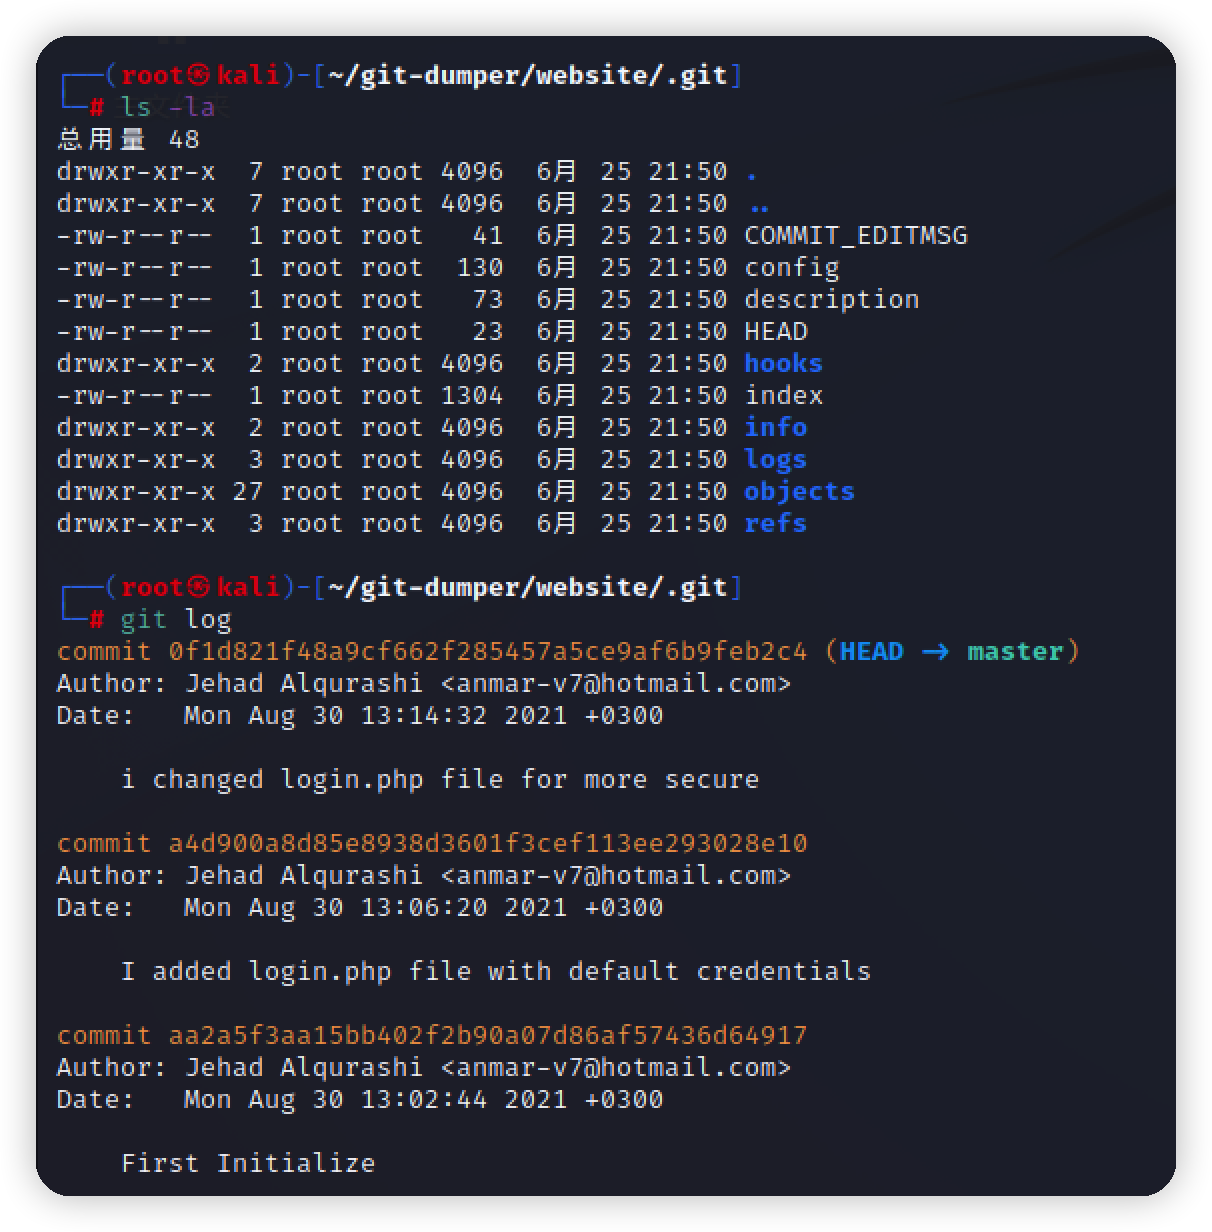 ┌──(root㉿kali)-[~/git-dumper/website/.git]
└─# ls -la
总用量 48
drwxr-xr-x  7 root root 4096  6月  25 21:50 .
drwxr-xr-x  7 root root 4096  6月  25 21:50 ..
-rw-r--r--  1 root root   41  6月  25 21:50 COMMIT_EDITMSG
-rw-r--r--  1 root root  130  6月  25 21:50 config
-rw-r--r--  1 root root   73  6月  25 21:50 description
-rw-r--r--  1 root root   23  6月  25 21:50 HEAD
drwxr-xr-x  2 root root 4096  6月  25 21:50 hooks
-rw-r--r--  1 root root 1304  6月  25 21:50 index
drwxr-xr-x  2 root root 4096  6月  25 21:50 info
drwxr-xr-x  3 root root 4096  6月  25 21:50 logs
drwxr-xr-x 27 root root 4096  6月  25 21:50 objects
drwxr-xr-x  3 root root 4096  6月  25 21:50 refs
┌──(root㉿kali)-[~/git-dumper/website/.git]
└─# git log
commit 0f1d821f48a9cf662f285457a5ce9af6b9feb2c4 (HEAD -> master)
Author: Jehad Alqurashi <anmar-v7@hotmail.com>
Date:   Mon Aug 30 13:14:32 2021 +0300
    i changed login.php file for more secure
commit a4d900a8d85e8938d3601f3cef113ee293028e10
Author: Jehad Alqurashi <anmar-v7@hotmail.com>
Date:   Mon Aug 30 13:06:20 2021 +0300
    I added login.php file with default credentials
commit aa2a5f3aa15bb402f2b90a07d86af57436d64917
Author: Jehad Alqurashi <anmar-v7@hotmail.com>
Date:   Mon Aug 30 13:02:44 2021 +0300
    First Initialize